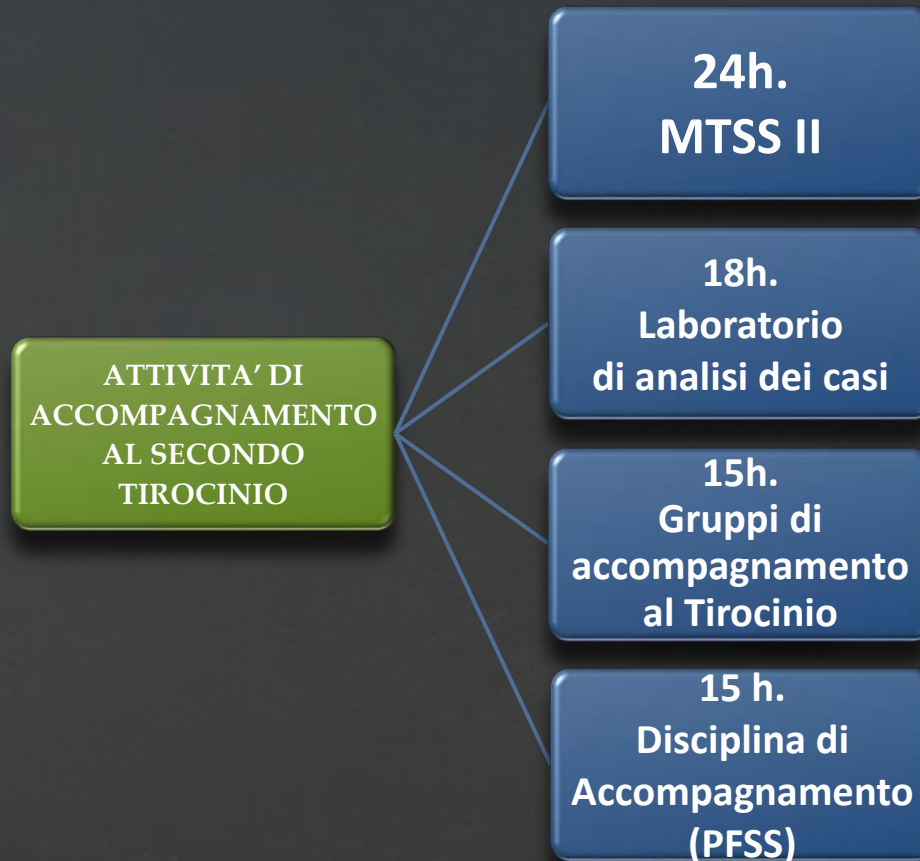 24h.
MTSS II
18h.
Laboratorio
di analisi dei casi
ATTIVITA’ DI
ACCOMPAGNAMENTO
AL SECONDO
TIROCINIO
15h.
Gruppi di
accompagnamento
al Tirocinio
15 h.
Disciplina di
Accompagnamento
(PFSS)